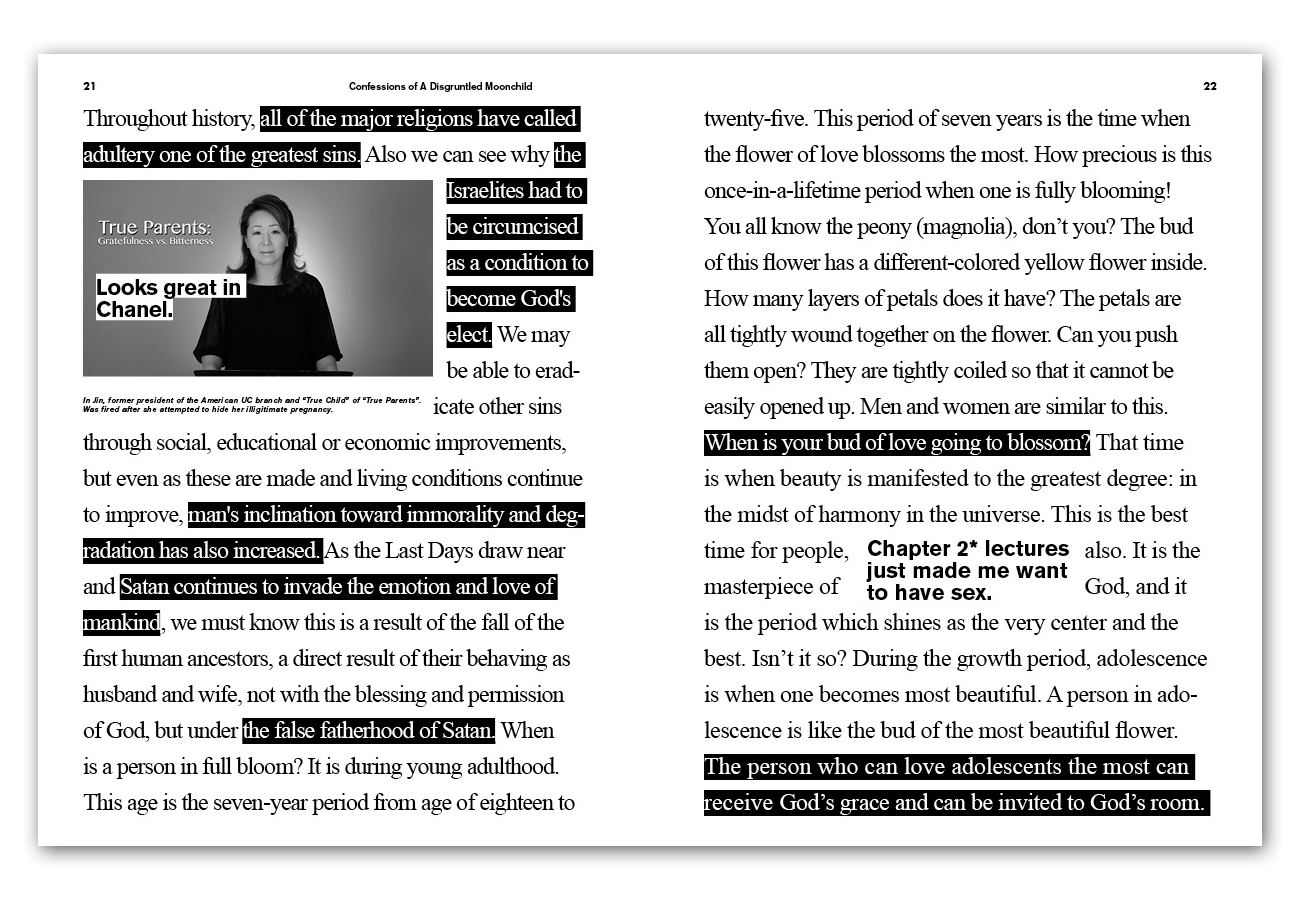 21
Confessions of A Disgruntled Moonchild
22
Throughout history, all of the major religions have called
adultery one of the greatest sins. Also we can see why the
Israelites had to
be circumcised
as a condition to
become God's
elect. We may
be able to erad-
icate other sins
True Parents:
Gratefulness vs. Bitterness
Looks great in
Chanel.
In Jin, former president of the American UC branch and "True Child" of "True Parents".
Was fired after she attempted to hide her illigitimate pregnancy.
through social, educational or economic improvements,
but even as these are made and living conditions continue
to improve, man's inclination toward immorality and deg-
radation has also increased. As the Last Days draw near
and Satan continues to invade the emotion and love of
mankind, we must know this is a result of the fall of the
first human ancestors, a direct result of their behaving as
husband and wife, not with the blessing and permission
of God, but under the false fatherhood of Satan. When
is a person in full bloom? It is during young adulthood.
This age is the seven-year period from age of eighteen to
twenty-five. This period of seven years is the time when
the flower of love blossoms the most. How precious is this
once-in-a-lifetime period when one is fully blooming!
You all know the peony (magnolia), don't you? The bud
of this flower has a different-colored yellow flower inside.
How many layers of petals does it have? The petals are
all tightly wound together on the flower. Can you push
them open? They are tightly coiled so that it cannot be
easily opened up. Men and women are similar to this.
When is your bud of love going to blossom? That time
is when beauty is manifested to the greatest degree: in
the midst of harmony in the universe. This is the best
time for people, also. It is the
masterpiece of God, and it
Chapter 2* lectures
just made me want
to have sex.
is the period which shines as the very center and the
best. Isn't it so? During the growth period, adolescence
is when one becomes most beautiful. A person in ado-
lescence is like the bud of the most beautiful flower.
The person who can love adolescents the most can
receive God's grace and can be invited to God's room.